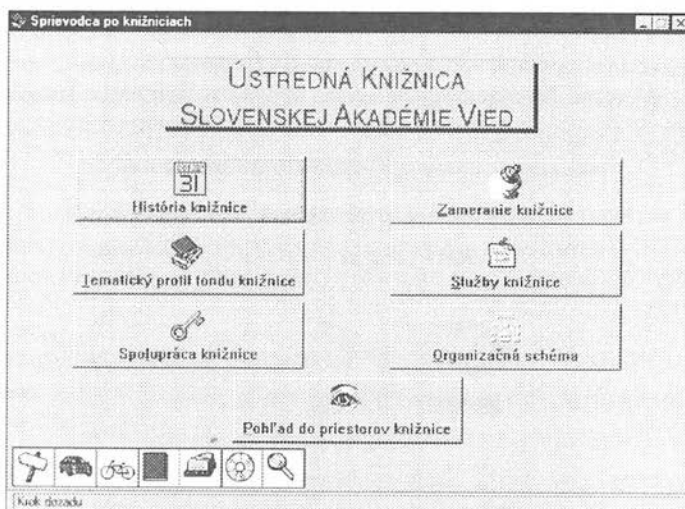 Sprievodca po knižniciach
ÚSTREDNÁ KNIŽNICA
SLOVENSKEJ AKADÉMIE VIED
31
História knižnice
Zameranie knižnice
Tematický profil fondu knižnice
Služby knižnice
Spolupráca knižnice
Organizačná schéma
Pohľad do priestorov knižnice
Krok dozadu